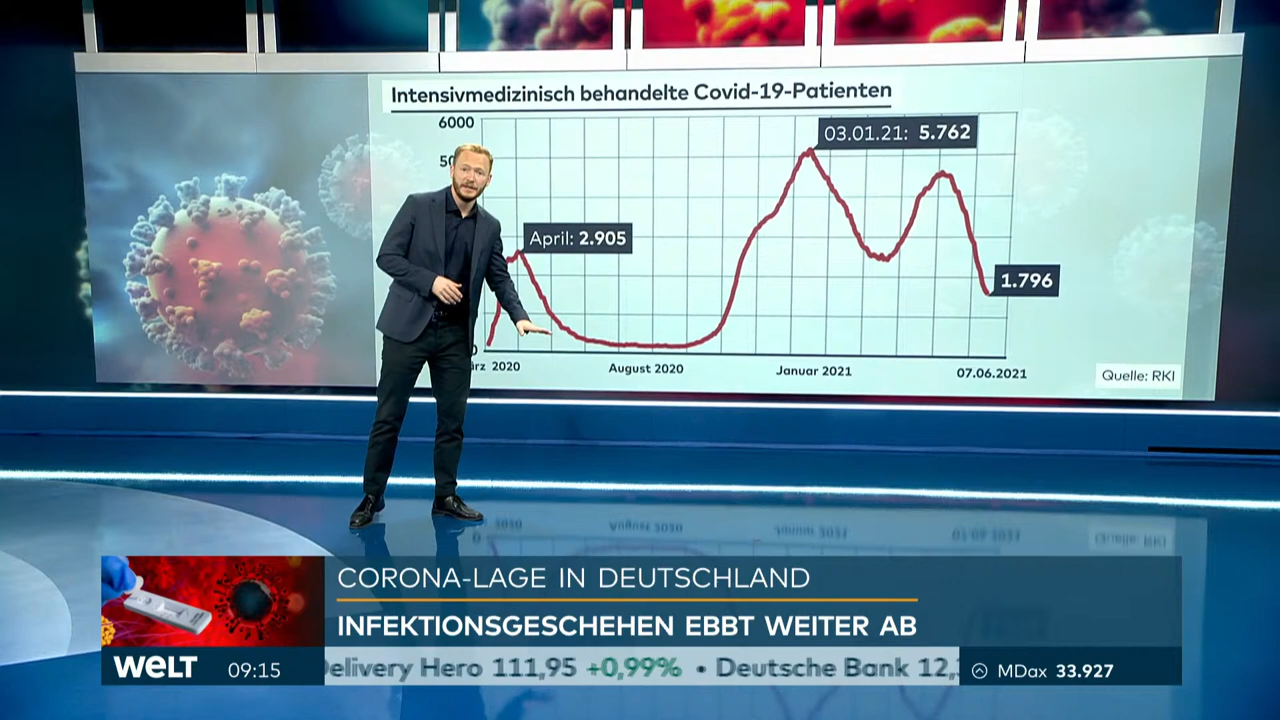 Intensivmedizinisch behandelte Covid-19-Patienten
6000
03.01.21: 5.762
April: 2.905
1.796
0
2020
August 2020
Januar 2021
07.06.2021
Quelle: RKI
CORONA-LAGE IN DEUTSCHLAND
INFEKTIONSGESCHEHEN EBBT WEITER AB
welt 09:15 Delivery Hero 111,95 +0,99% • Deutsche Bank 12, MDax 33.927